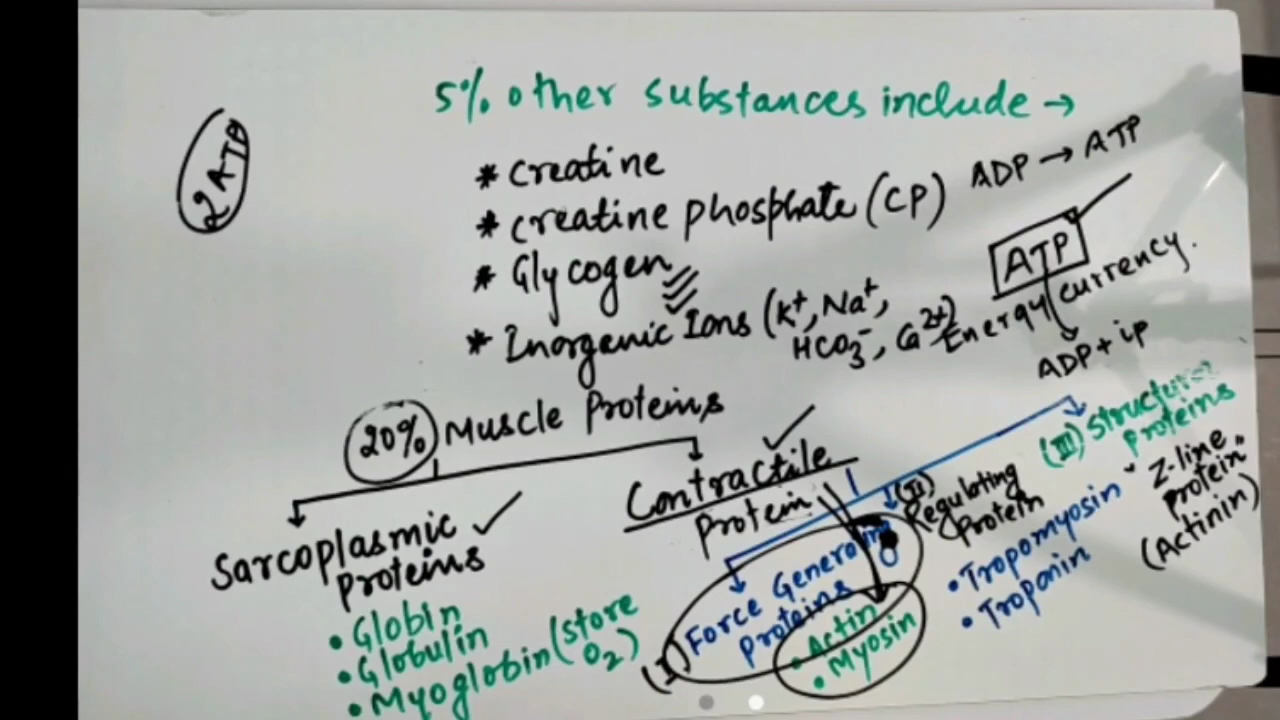 5% other substances include →
2 ATP
* Creatine
* Creatine phosphate (CP)
ADP → ATP
* Glycogen
ATP
Energy currency.
ADP + ip
* Inorganic Ions (K⁺, Na⁺,
HCO₃⁻, Ca²⁺)
20% Muscle Proteins
Sarcoplasmic
Proteins
• Globin
• Globulin
• Myoglobin (store
O₂)
Contractile
Protein
(I) Force Generating
Proteins
• Actin
• Myosin
(II)
Regulating
Protein
• Tropomyosin
• Troponin
(III) Structural
Proteins
Z-line
Protein
(Actinin)